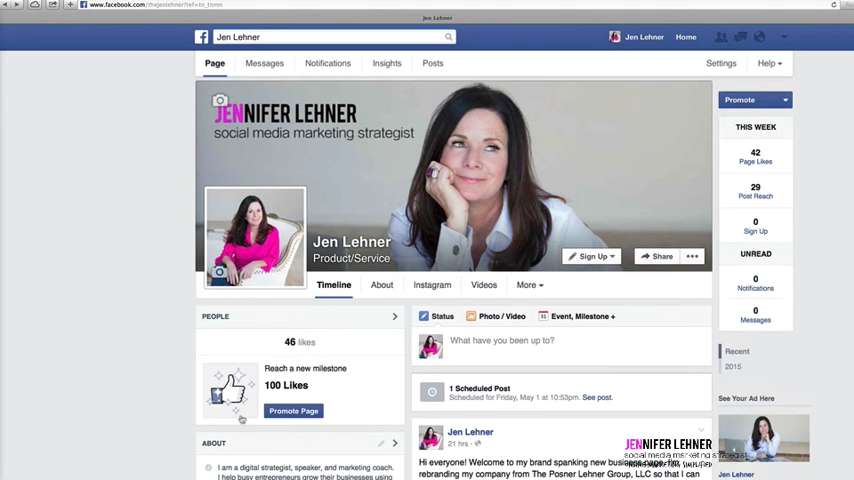 www.facebook.com/thejenlehner?ref=tn_tnmn
Jen Lehner
Jen Lehner
Jen Lehner Home
Page Messages Notifications Insights Posts Settings Help
JENNIFER LEHNER
social media marketing strategist
Promote
THIS WEEK
42
Page Likes
29
Post Reach
0
Sign Up
UNREAD
0
Notifications
0
Messages
Jen Lehner
Product/Service
Sign Up Share
Timeline About Instagram Videos More
PEOPLE
46 likes
Reach a new milestone
100 Likes
Promote Page
ABOUT
I am a digital strategist, speaker, and marketing coach.
I help busy entrepreneurs grow their businesses using
Status Photo / Video Event, Milestone +
What have you been up to?
1 Scheduled Post
Scheduled for Friday, May 1 at 10:53pm. See post.
Jen Lehner
21 hrs
Hi everyone! Welcome to my brand spanking new business page. I'm
rebranding my company from The Posner Lehner Group, LLC so that I can
Recent
2015
See Your Ad Here
Jen Lehner
JENNIFER LEHNER
social media marketing strategist